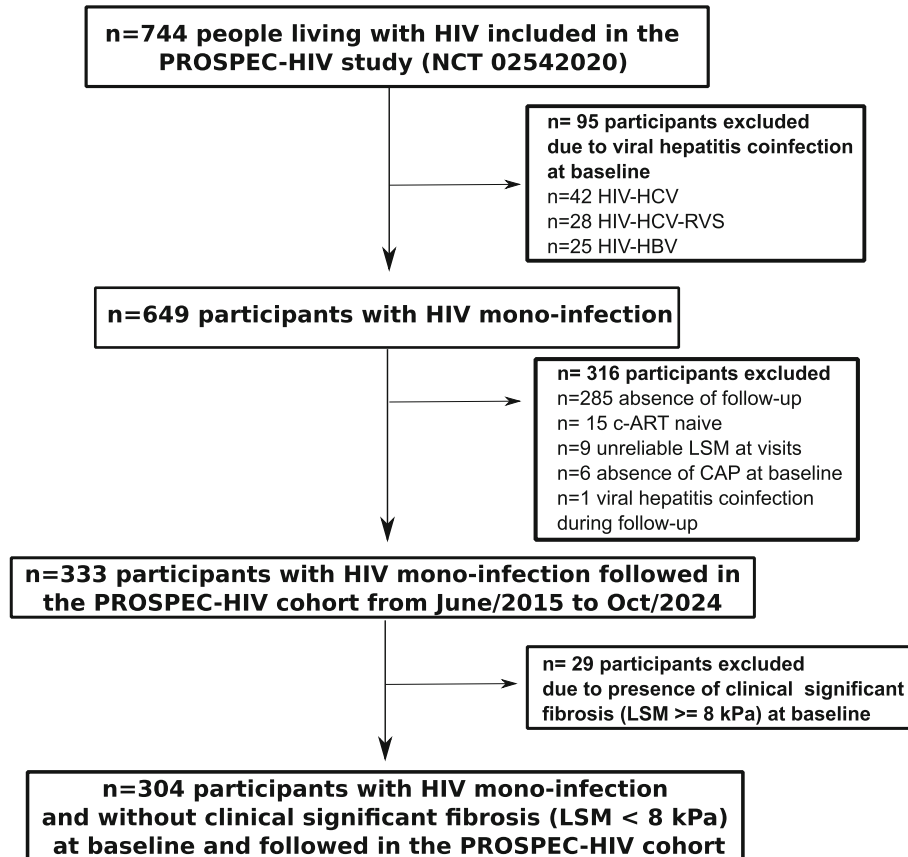 n=744 people living with HIV included in the
PROSPEC-HIV study (NCT 02542020)
n= 95 participants excluded
due to viral hepatitis coinfection
at baseline
n=42 HIV-HCV
n=28 HIV-HCV-RVS
n=25 HIV-HBV
n=649 participants with HIV mono-infection
n= 316 participants excluded
n=285 absence of follow-up
n= 15 c-ART naive
n=9 unreliable LSM at visits
n=6 absence of CAP at baseline
n=1 viral hepatitis coinfection
during follow-up
n=333 participants with HIV mono-infection followed in
the PROSPEC-HIV cohort from June/2015 to Oct/2024
n= 29 participants excluded
due to presence of clinical significant
fibrosis (LSM >= 8 kPa) at baseline
n=304 participants with HIV mono-infection
and without clinical significant fibrosis (LSM < 8 kPa)
at baseline and followed in the PROSPEC-HIV cohort